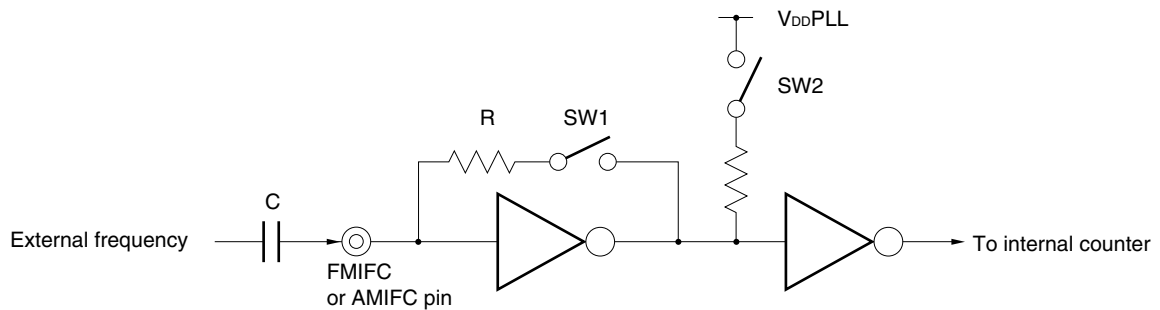 VDDPLL
SW2
R
SW1
C
External frequency
FMIFC
or AMIFC pin
To internal counter